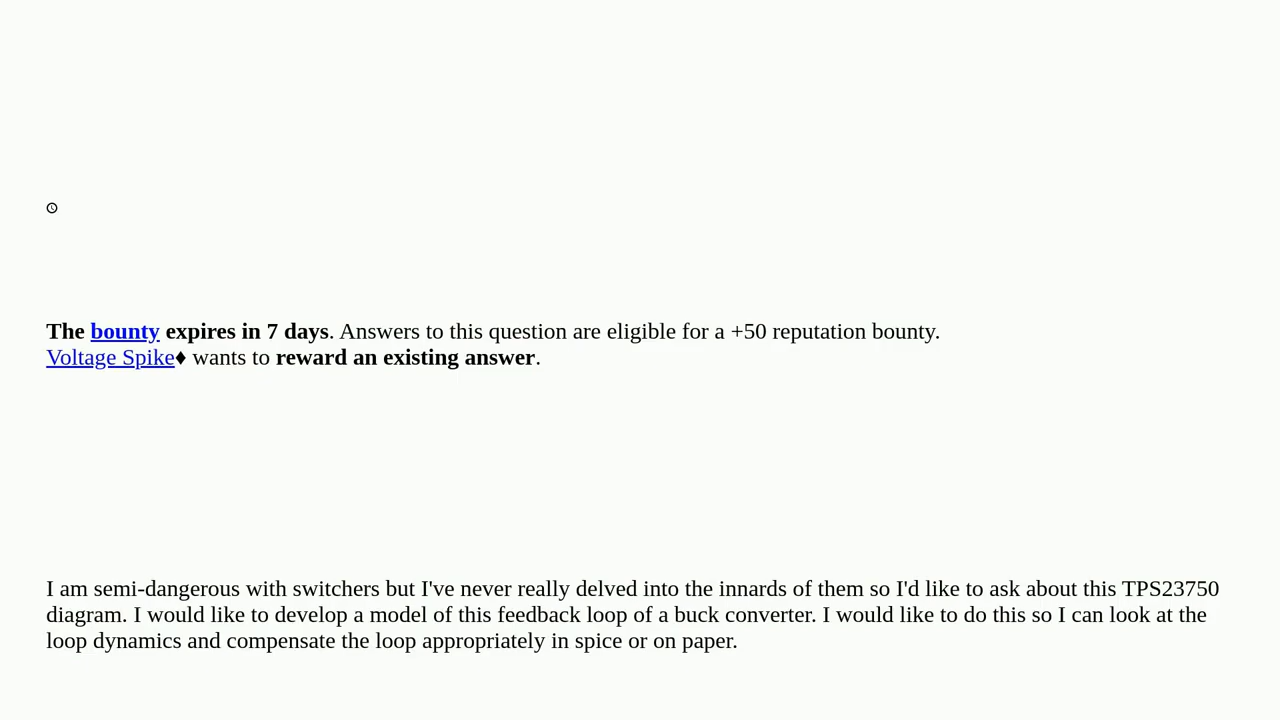 The bounty expires in 7 days. Answers to this question are eligible for a +50 reputation bounty.
Voltage Spike♦ wants to reward an existing answer.
I am semi-dangerous with switchers but I've never really delved into the innards of them so I'd like to ask about this TPS23750
diagram. I would like to develop a model of this feedback loop of a buck converter. I would like to do this so I can look at the
loop dynamics and compensate the loop appropriately in spice or on paper.